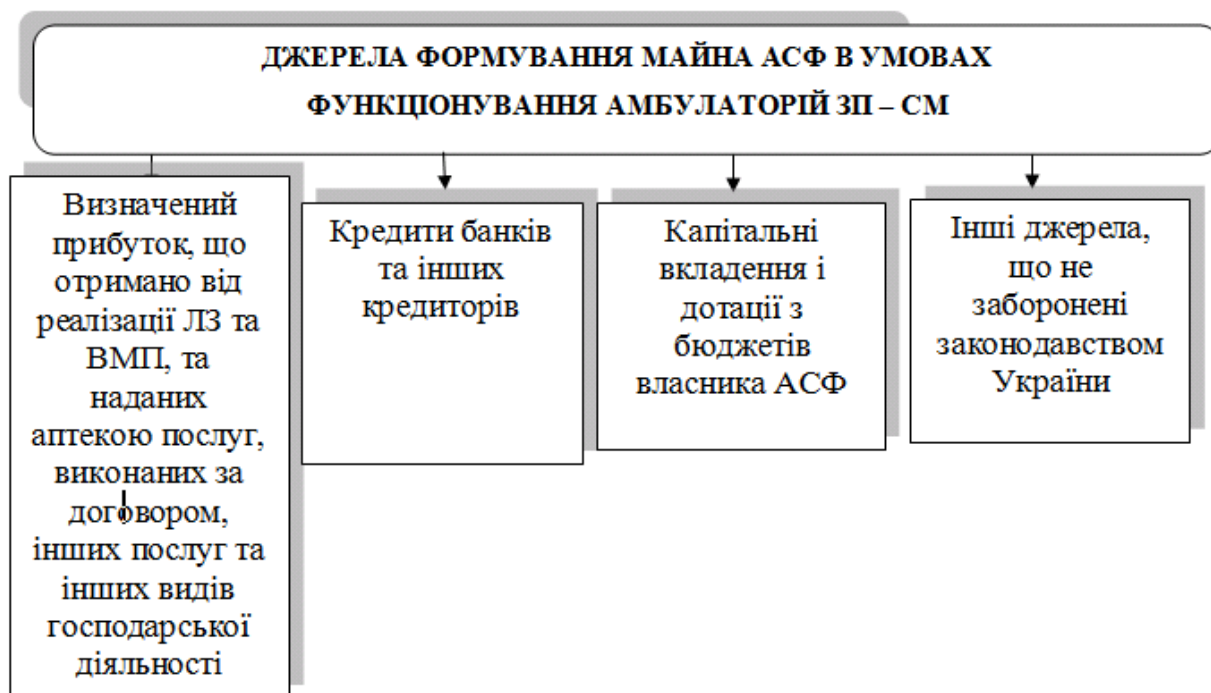 ДЖЕРЕЛА ФОРМУВАННЯ МАЙНА АСФ В УМОВАХ
ФУНКЦІОНУВАННЯ АМБУЛАТОРІЙ ЗП – СМ
Визначений
прибуток, що
отримано від
реалізації ЛЗ та
ВМП, та
наданих
аптекою послуг,
виконаних за
договором,
інших послуг та
інших видів
господарської
діяльності
Кредити банків
та інших
кредиторів
Капітальні
вкладення і
дотації з
бюджетів
власника АСФ
Інші джерела,
що не
заборонені
законодавством
України